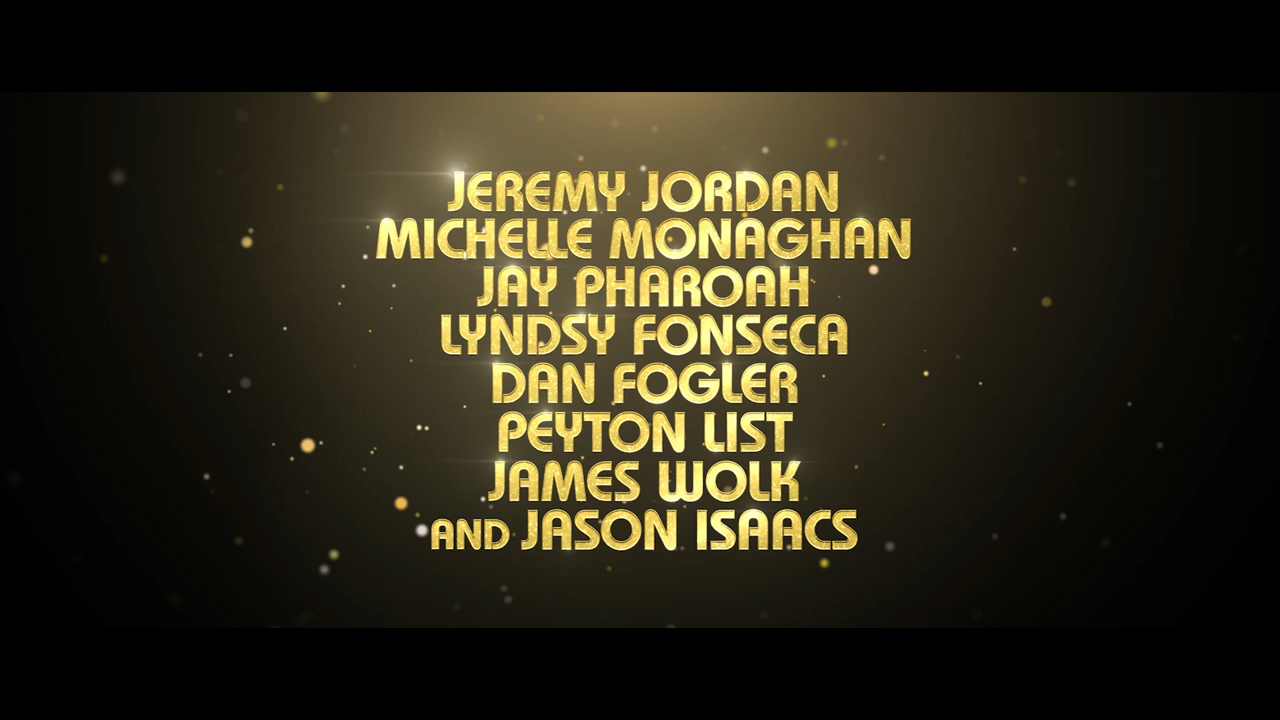 JEREMY JORDAN
MICHELLE MONAGHAN
JAY PHAROAH
LYNDSY FONSECA
DAN FOGLER
PEYTON LIST
JAMES WOLK
AND JASON ISAACS